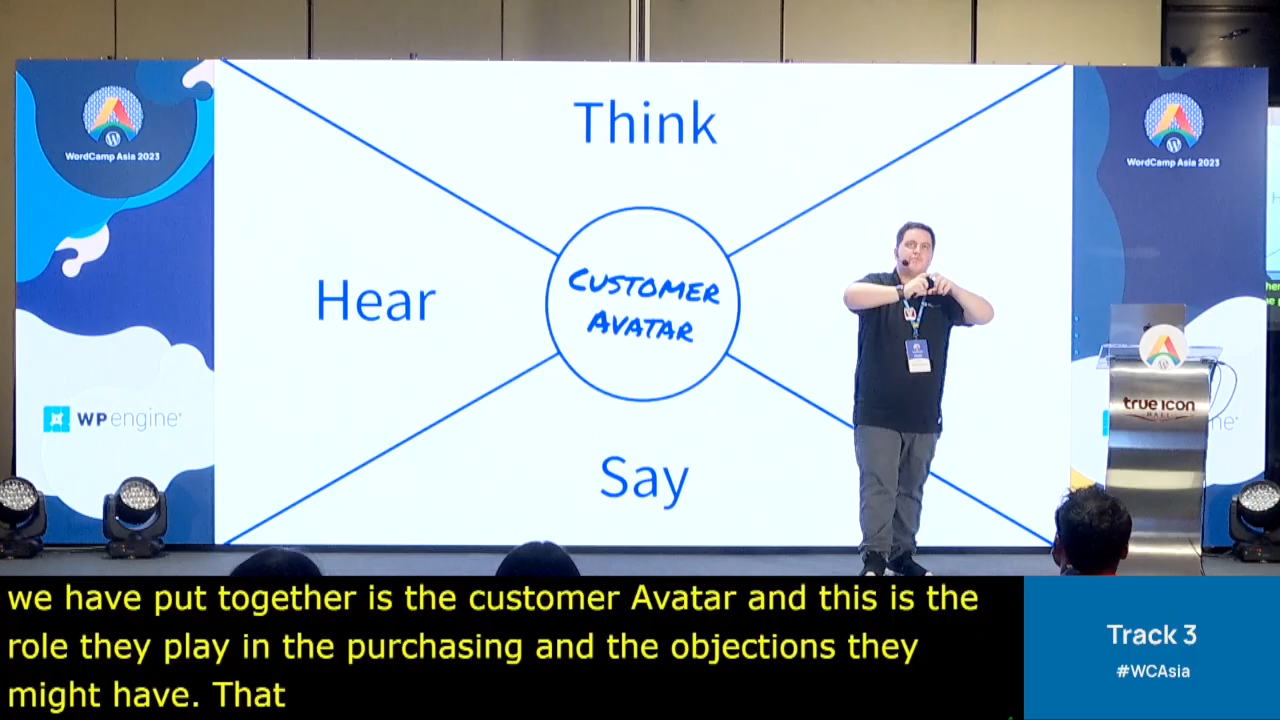 WordCamp Asia 2023
WP engine
Think
Hear
CUSTOMER
AVATAR
Say
WordCamp Asia 2023
true icon
HALL
we have put together is the customer Avatar and this is the
role they play in the purchasing and the objections they
might have. That
Track 3
#WCAsia